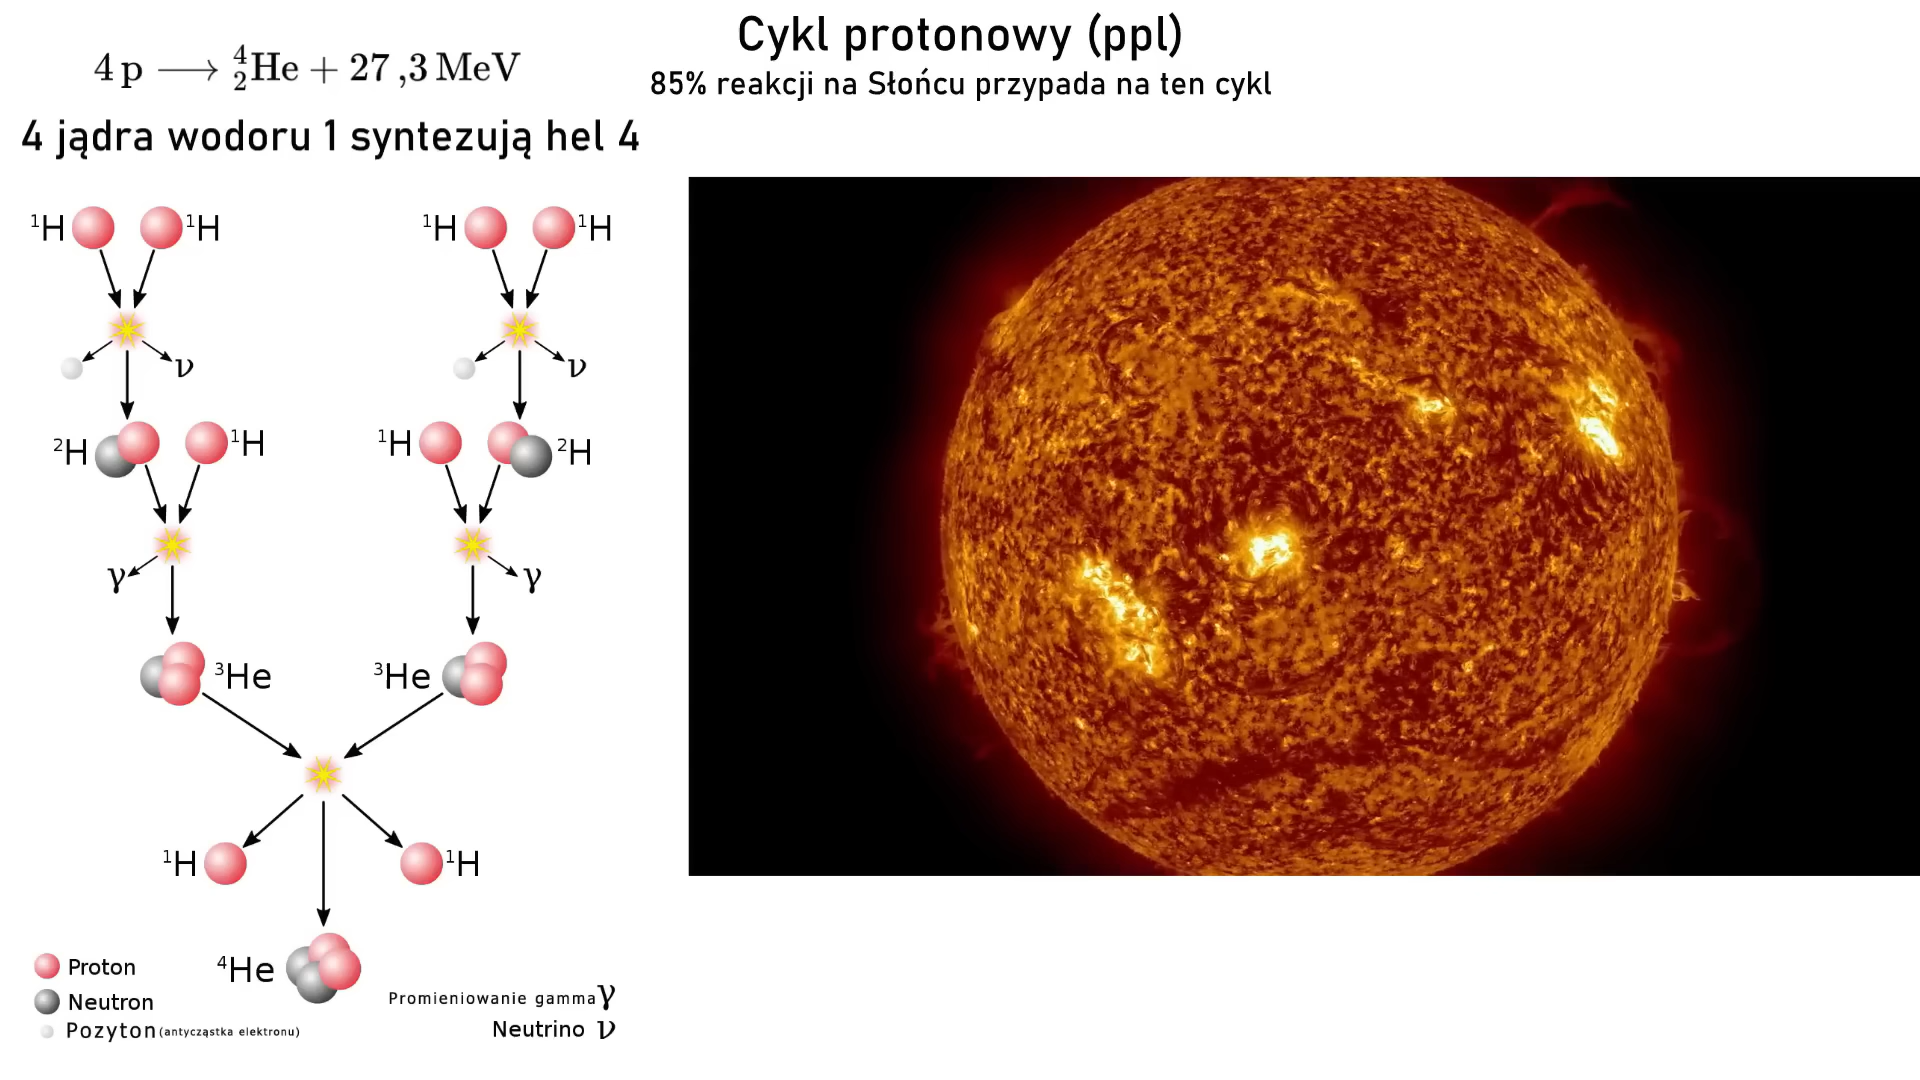 Cykl protonowy (ppl)
85% reakcji na Słońcu przypada na ten cykl
4 p ⟶ ⁴₂He + 27 ,3 MeV
4 jądra wodoru 1 syntezują hel 4
¹H ¹H ¹H ¹H
ν ν
²H ¹H ¹H ²H
γ γ
³He ³He
¹H ¹H
⁴He
Proton
Neutron
Pozyton (antycząstka elektronu)
Promieniowanie gamma γ
Neutrino ν